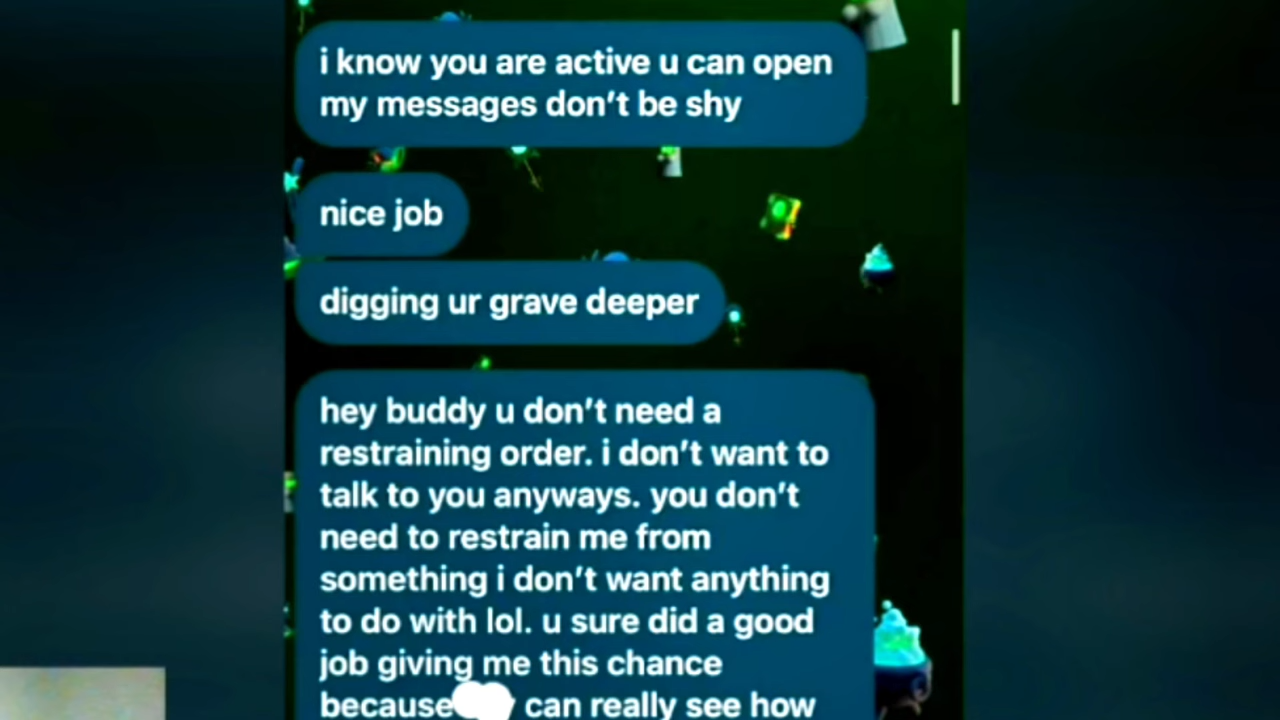 i know you are active u can open
my messages don't be shy
nice job
digging ur grave deeper
hey buddy u don't need a
restraining order. i don't want to
talk to you anyways. you don't
need to restrain me from
something i don't want anything
to do with lol. u sure did a good
job giving me this chance
because can really see how